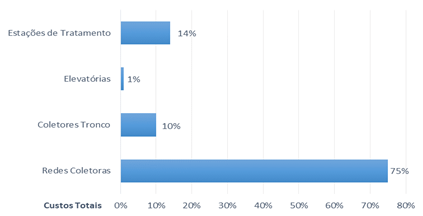 Estações de Tratamento 14%
Elevatórias 1%
Coletores Tronco 10%
Redes Coletoras 75%
Custos Totais 0% 10% 20% 30% 40% 50% 60% 70% 80%